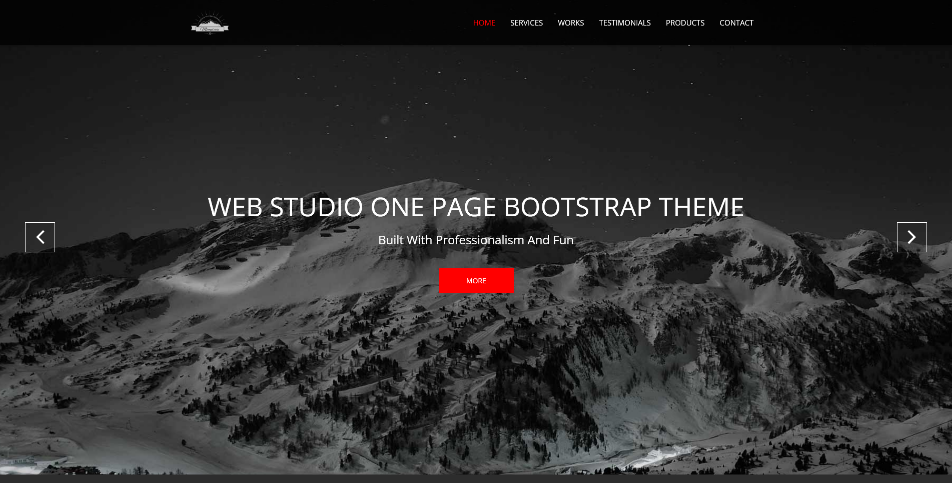 HOME SERVICES WORKS TESTIMONIALS PRODUCTS CONTACT
WEB STUDIO ONE PAGE BOOTSTRAP THEME
Built With Professionalism And Fun
MORE